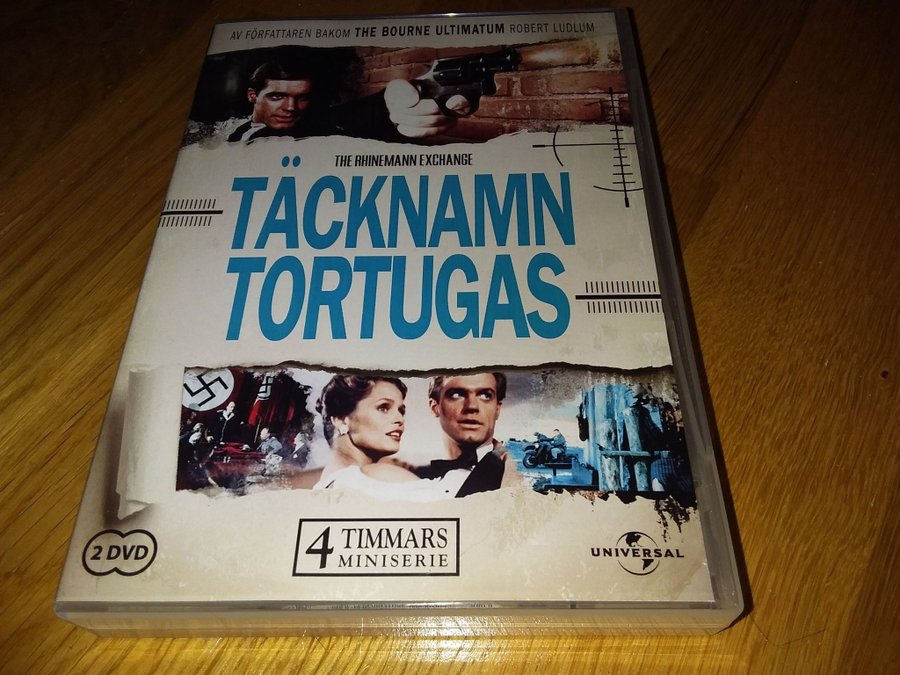 AV FÖRFATTAREN BAKOM THE BOURNE ULTIMATUM ROBERT LUDLUM
THE RHINEMANN EXCHANGE
TÄCKNAMN
TORTUGAS
2 DVD
4 TIMMARS
MINISERIE
UNIVERSAL